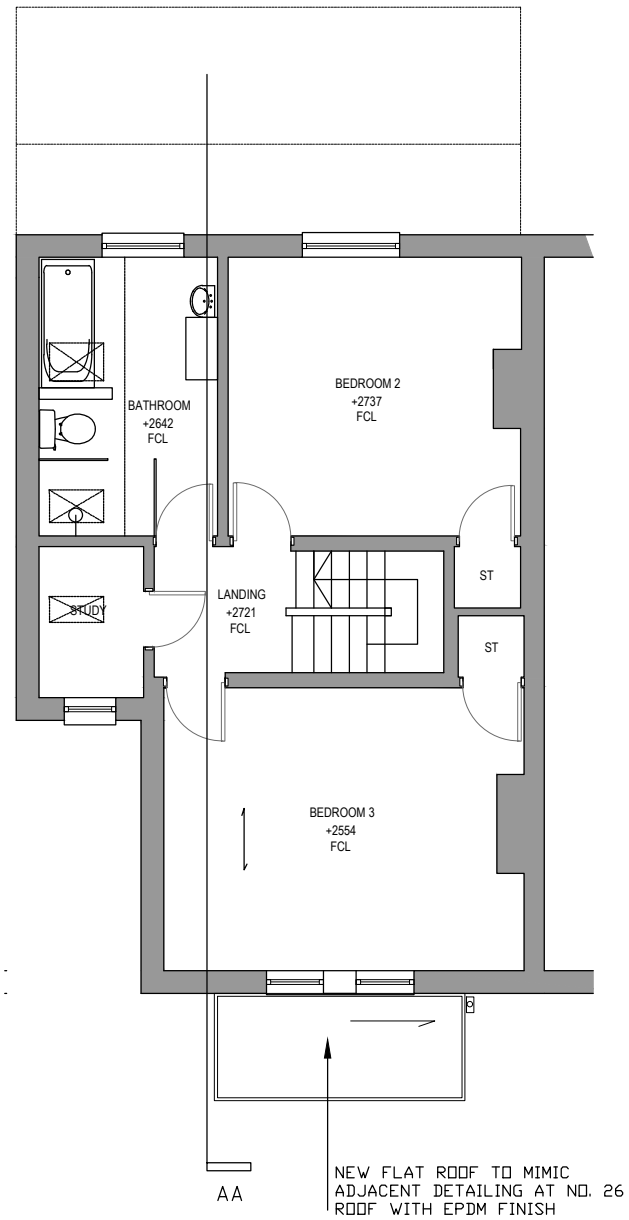 BEDROOM 2
+2737
FCL
BATHROOM
+2642
FCL
ST
LANDING
+2721
FCL
STUDY
ST
BEDROOM 3
+2554
FCL
NEW FLAT ROOF TO MIMIC
ADJACENT DETAILING AT NO. 26
ROOF WITH EPDM FINISH
AA